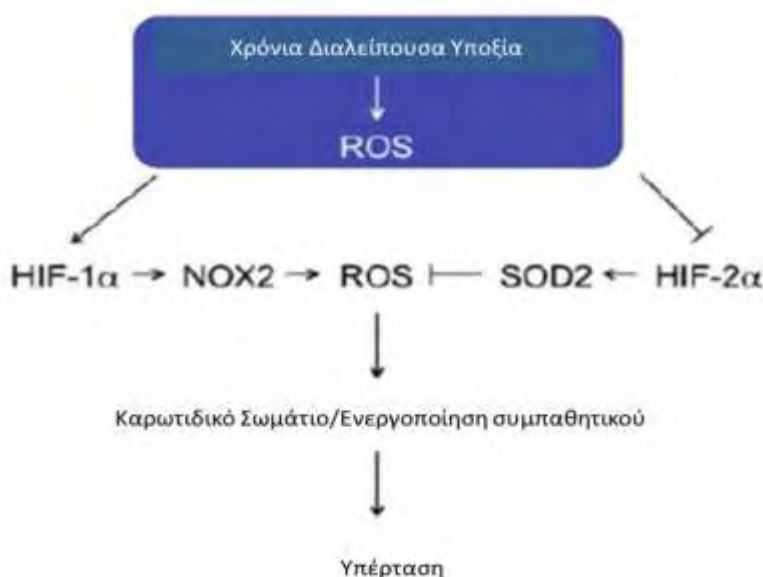 Χρόνια Διαλείπουσα Υποξία
ROS
HIF-1α → NOX2 → ROS ⊢ SOD2 ← HIF-2α
Καρωτιδικό Σωμάτιο/Ενεργοποίηση συμπαθητικού
Υπέρταση